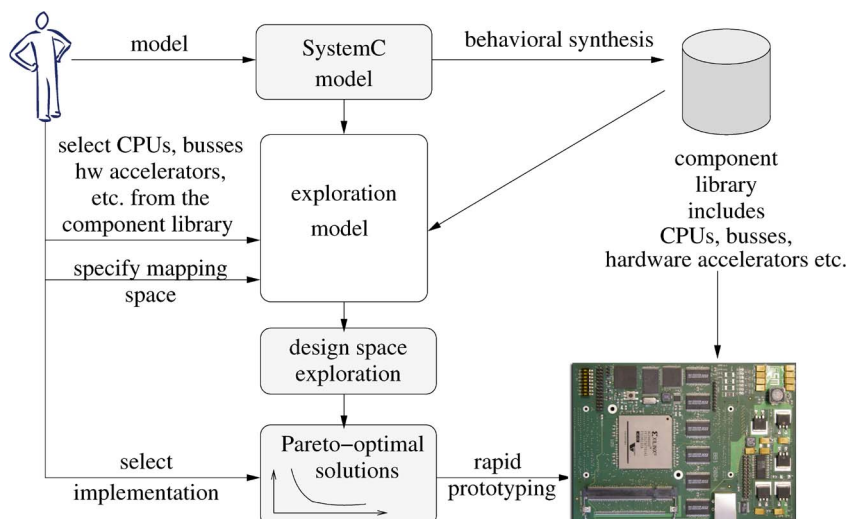 model
SystemC
model
behavioral synthesis
select CPUs, busses
hw accelerators,
etc. from the
component library
exploration
model
component
library
includes
CPUs, busses,
hardware accelerators etc.
specify mapping
space
design space
exploration
Pareto-optimal
solutions
select
implementation
rapid
prototyping
XILINX